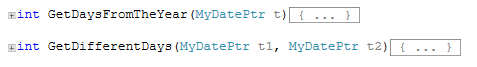 int GetDaysFromTheYear(MyDatePtr t){ ... }
int GetDifferentDays(MyDatePtr t1, MyDatePtr t2){ ... }